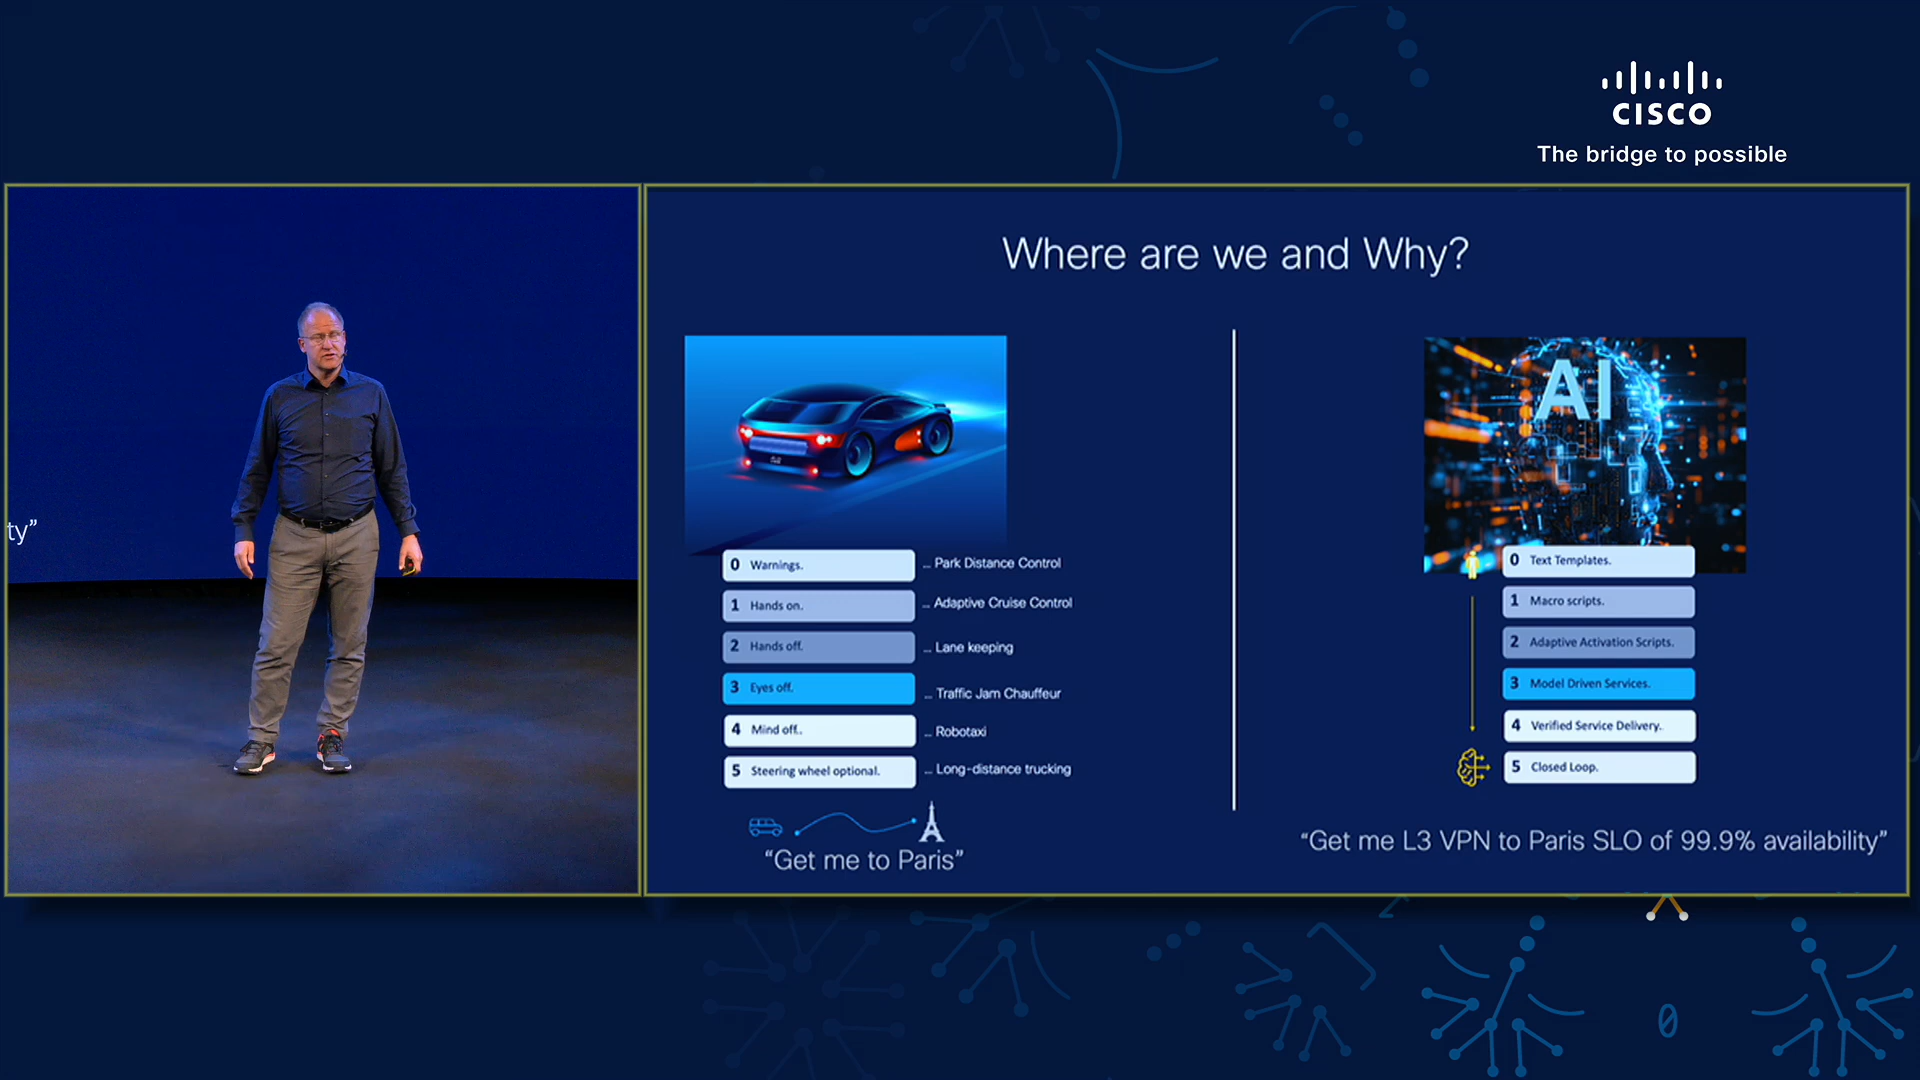 CISCO
The bridge to possible
ty”
Where are we and Why?
AI
0 Warnings. ... Park Distance Control
1 Hands on. ... Adaptive Cruise Control
2 Hands off. ... Lane keeping
3 Eyes off. ... Traffic Jam Chauffeur
4 Mind off.. ... Robotaxi
5 Steering wheel optional. ... Long-distance trucking
“Get me to Paris”
0 Text Templates.
1 Macro scripts.
2 Adaptive Activation Scripts.
3 Model Driven Services.
4 Verified Service Delivery.
5 Closed Loop.
“Get me L3 VPN to Paris SLO of 99.9% availability”